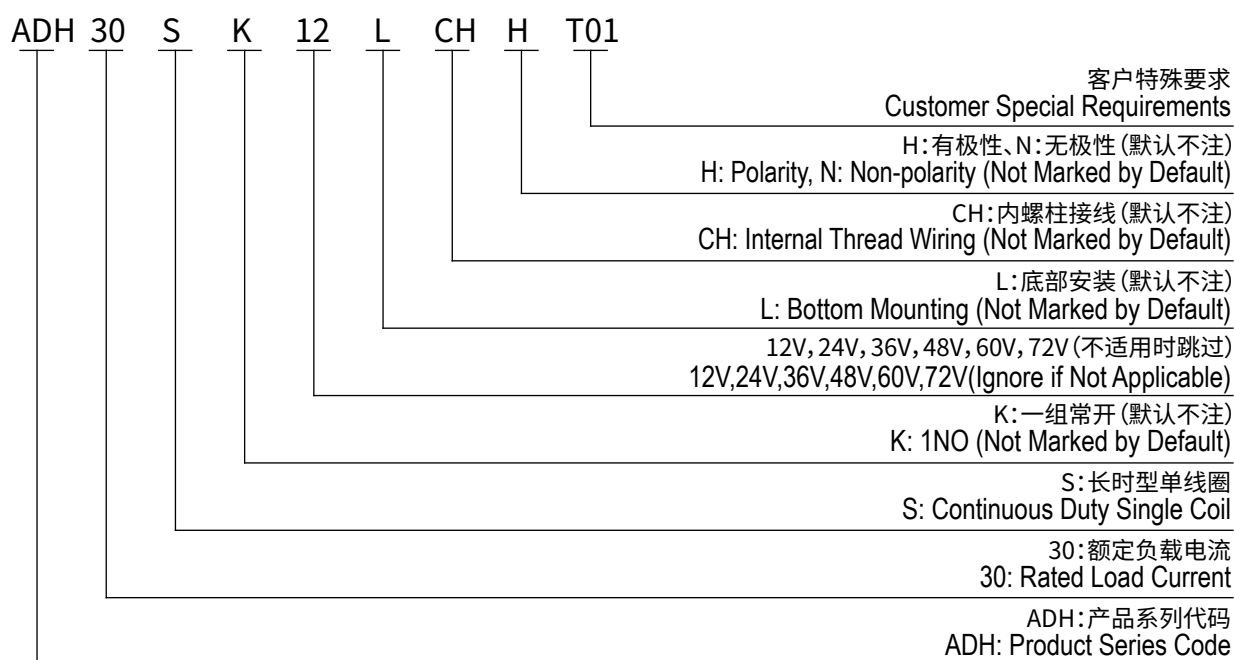 ADH 30 S K 12 L CH H T01
客户特殊要求
Customer Special Requirements
H:有极性、N:无极性(默认不注)
H: Polarity, N: Non-polarity (Not Marked by Default)
CH:内螺柱接线(默认不注)
CH: Internal Thread Wiring (Not Marked by Default)
L:底部安装(默认不注)
L: Bottom Mounting (Not Marked by Default)
12V,24V,36V,48V,60V,72V(不适用时跳过)
12V,24V,36V,48V,60V,72V(Ignore if Not Applicable)
K:一组常开(默认不注)
K: 1NO (Not Marked by Default)
S:长时型单线圈
S: Continuous Duty Single Coil
30:额定负载电流
30: Rated Load Current
ADH:产品系列代码
ADH: Product Series Code